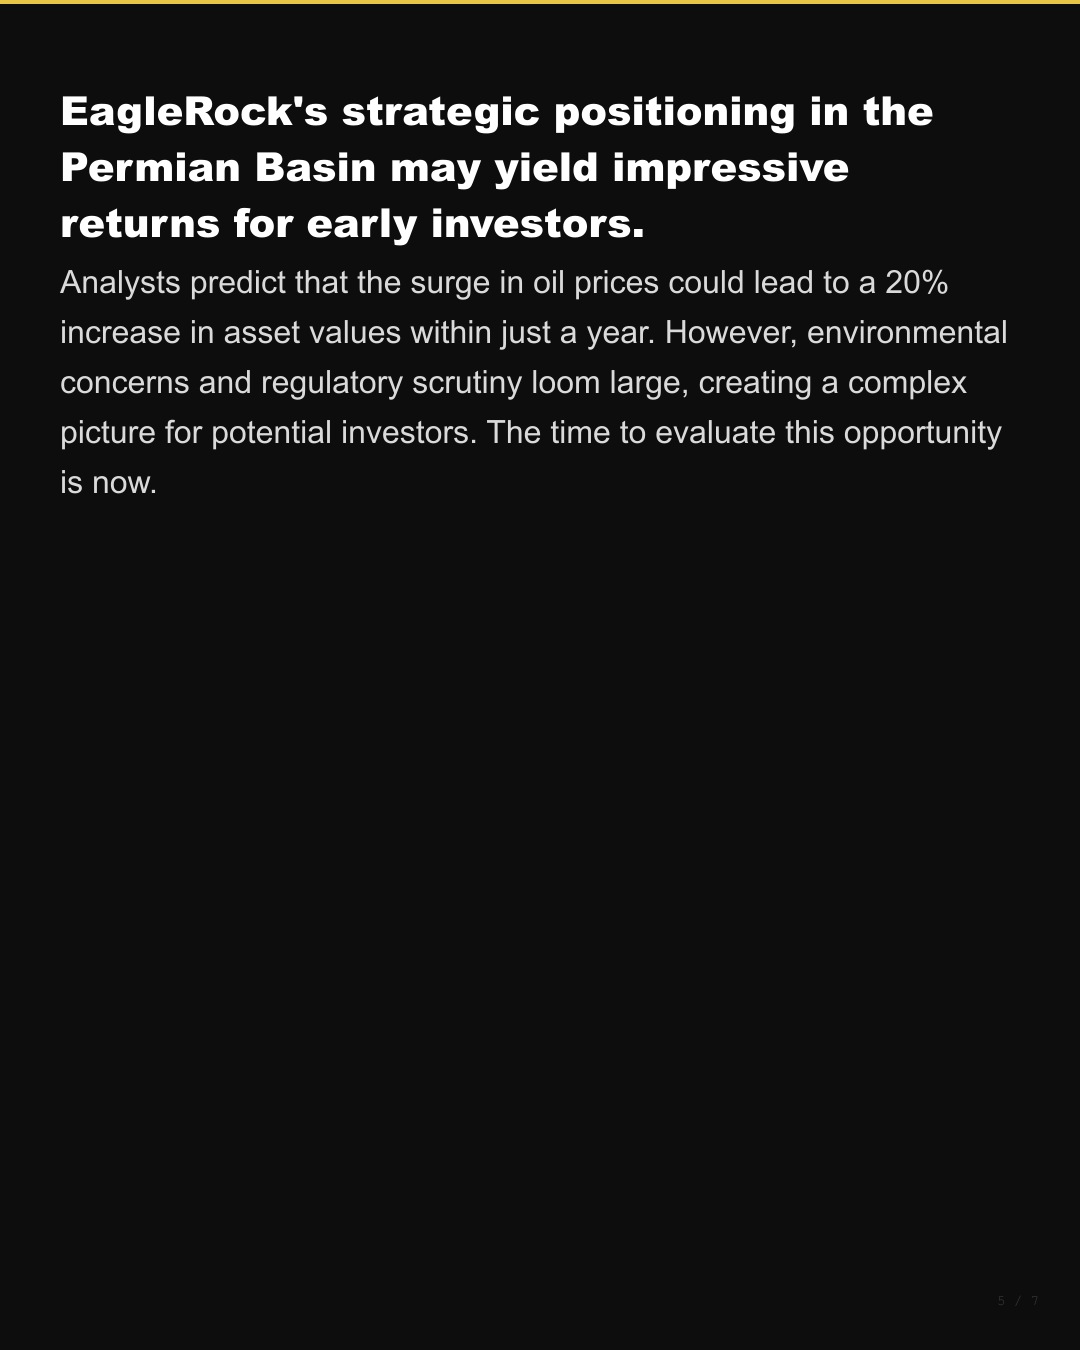 EagleRock's strategic positioning in the
Permian Basin may yield impressive
returns for early investors.
Analysts predict that the surge in oil prices could lead to a 20%
increase in asset values within just a year. However, environmental
concerns and regulatory scrutiny loom large, creating a complex
picture for potential investors. The time to evaluate this opportunity
is now.
5 / 7